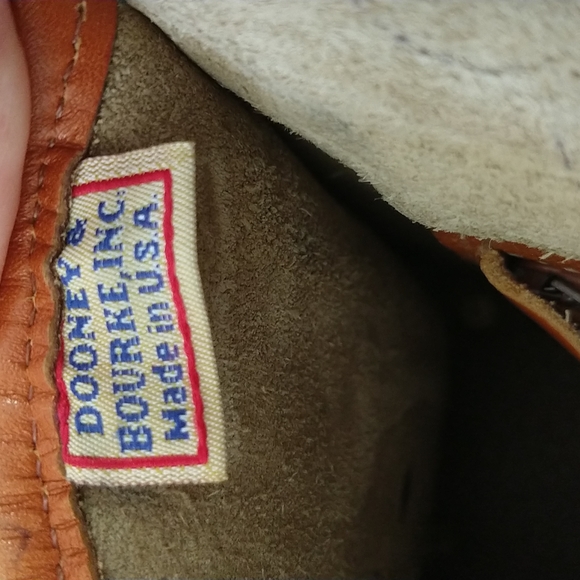 DOONEY &
BOURKE, INC.
Made in U.S.A.